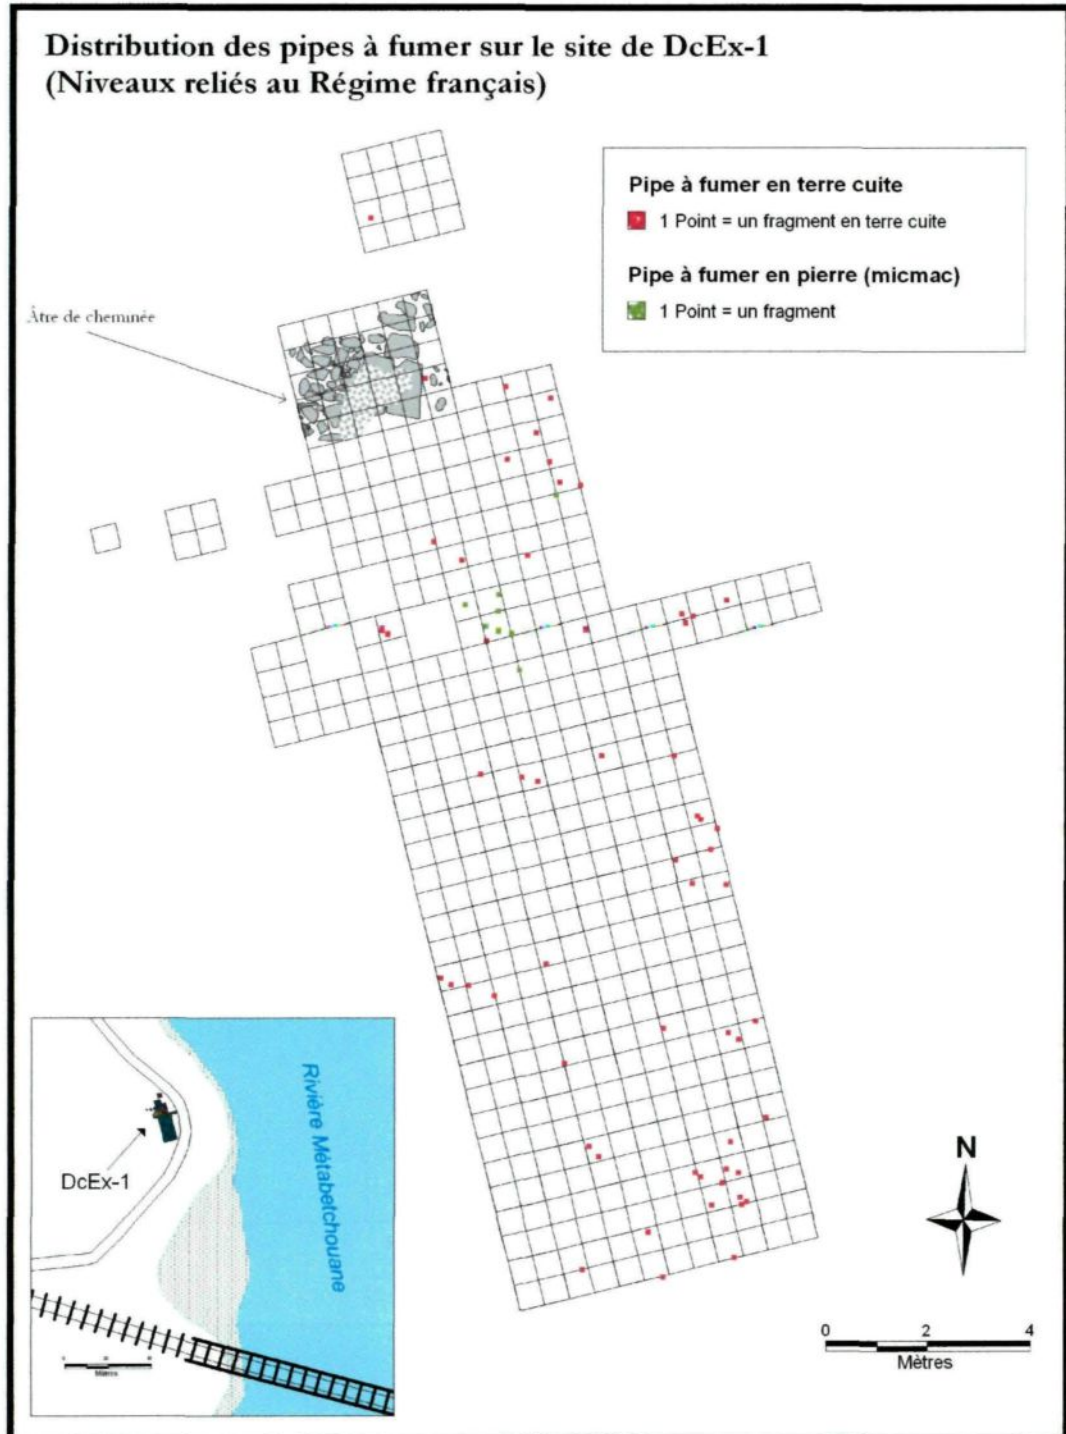 Distribution des pipes à fumer sur le site de DcEx-1
(Niveaux reliés au Régime français)
Pipe à fumer en terre cuite
1 Point = un fragment en terre cuite
Pipe à fumer en pierre (micmac)
1 Point = un fragment
Âtre de cheminée
Rivière Métabetchouane
DcEx-1
N
0 2 4
Mètres
Mètres